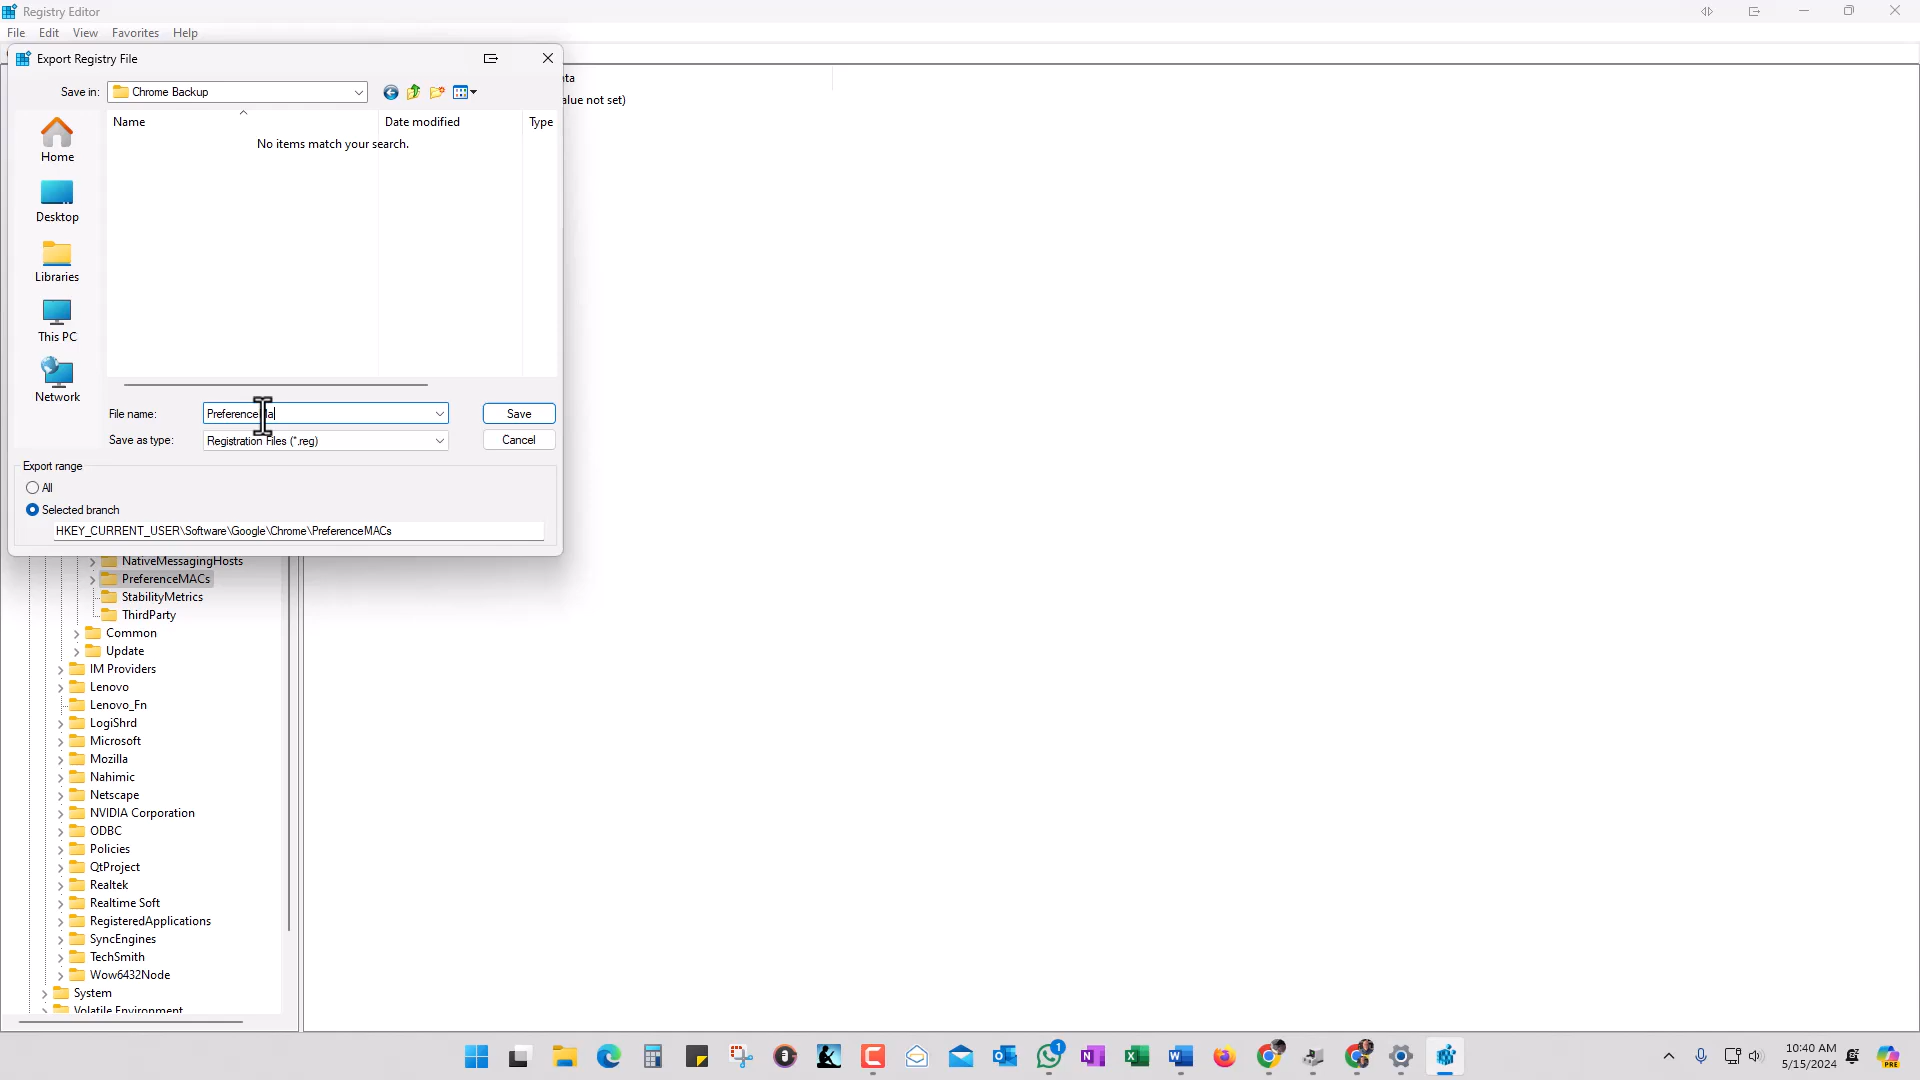 Registry Editor
File Edit View Favorites Help
Export Registry File
Save in: Chrome Backup
Name Date modified Type
No items match your search.
Home
Desktop
Libraries
This PC
Network
File name: Save
Save as type: Registration Files (*.reg) Cancel
Export range
All
Selected branch
HKEY_CURRENT_USER\Software\Google\Chrome\PreferenceMACs
ata
alue not set)
NativeMessagingHosts
PreferenceMACs
StabilityMetrics
ThirdParty
Common
Update
IM Providers
Lenovo
Lenovo_Fn
LogiShrd
Microsoft
Mozilla
Nahimic
Netscape
NVIDIA Corporation
ODBC
Policies
QtProject
Realtek
Realtime Soft
RegisteredApplications
SyncEngines
TechSmith
Wow6432Node
System
Volatile Environment
1
10:40 AM
5/15/2024
PRE